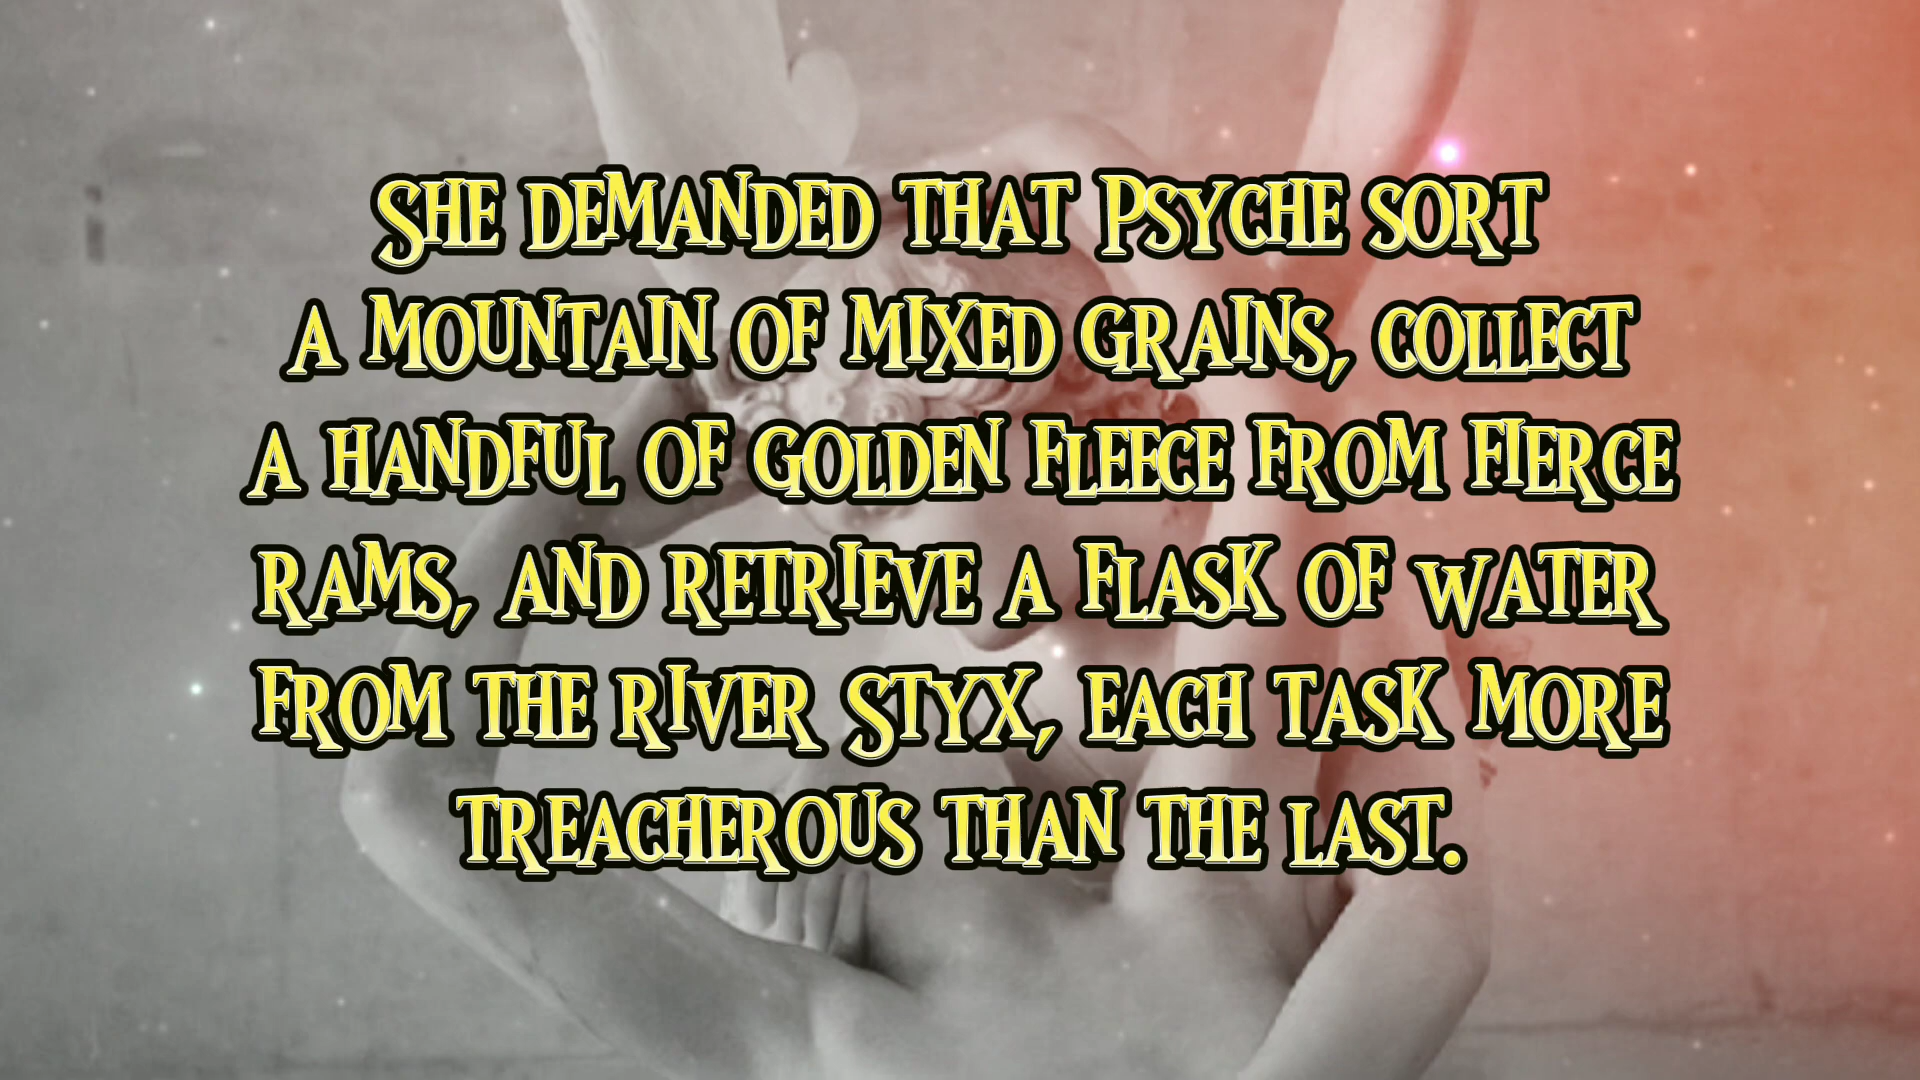 She demanded that Psyche sort
a mountain of mixed grains, collect
a handful of golden fleece from fierce
rams, and retrieve a flask of water
from the river Styx, each task more
treacherous than the last.